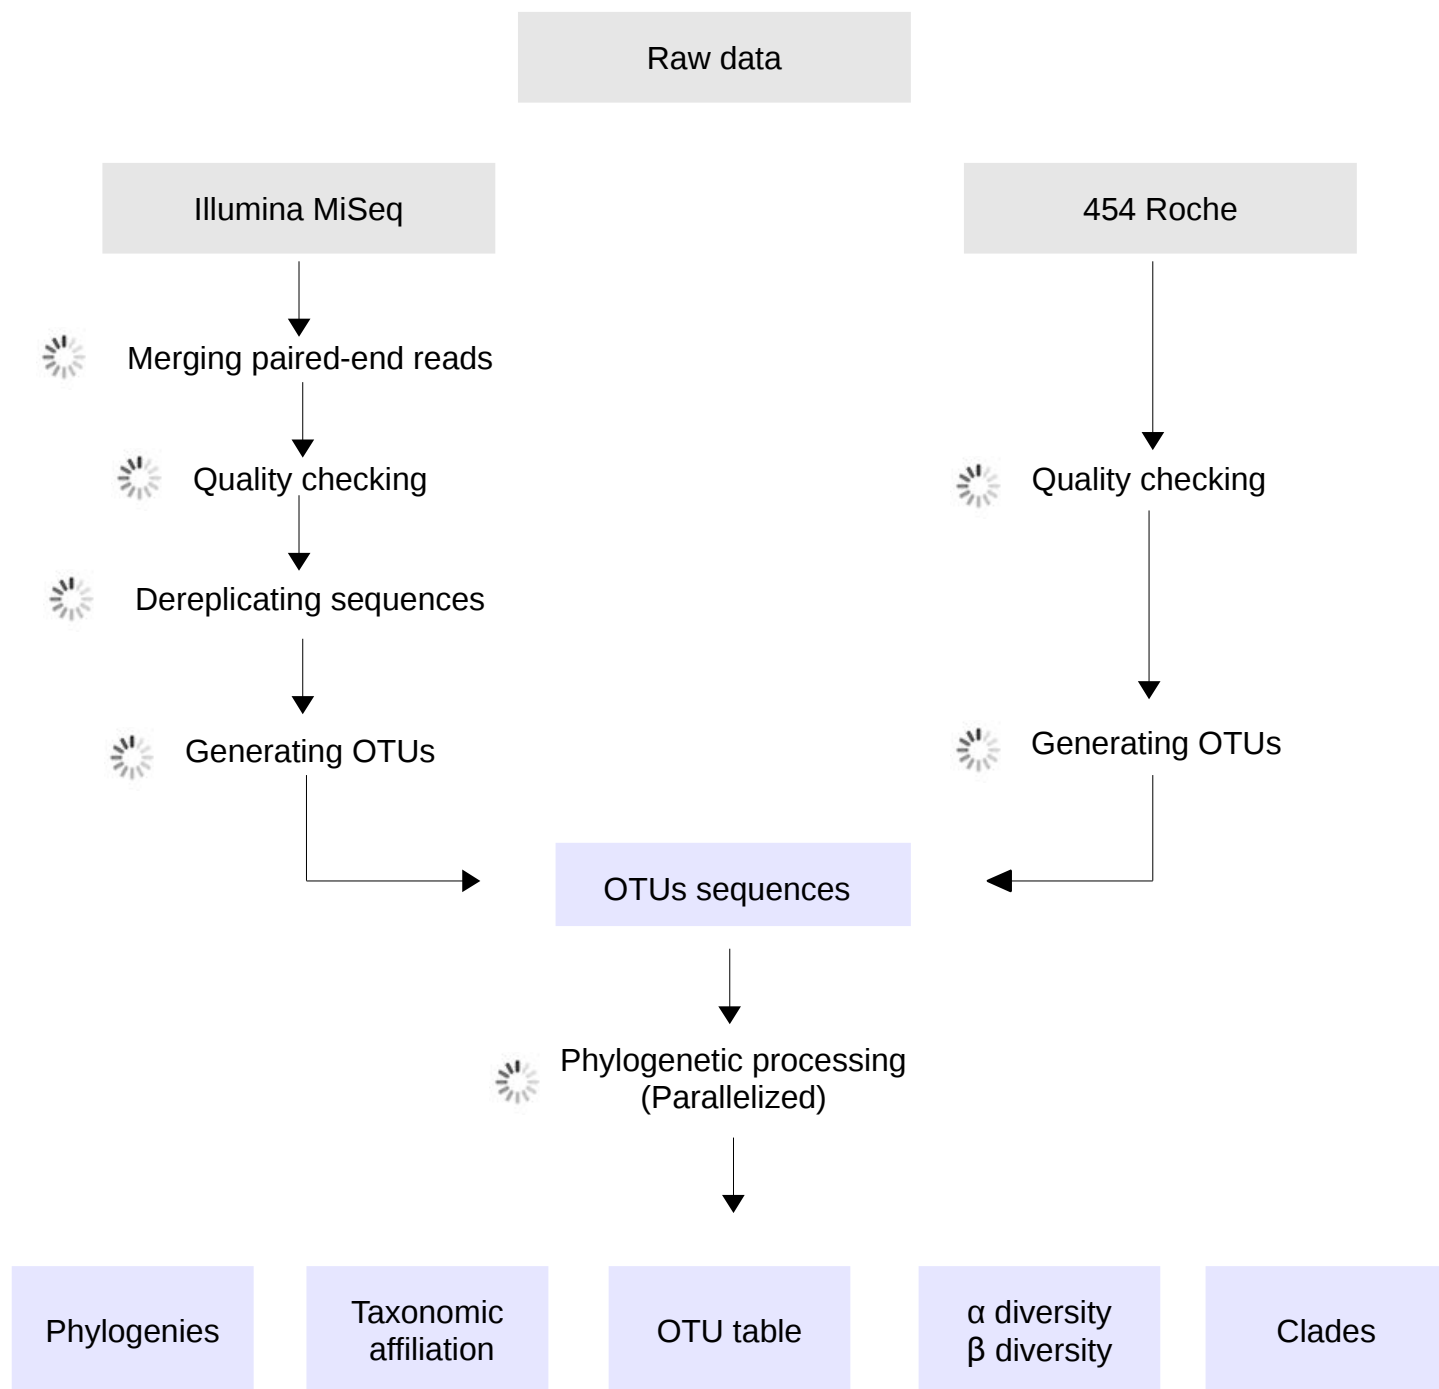 Raw data
Illumina MiSeq
454 Roche
Merging paired-end reads
Quality checking
Quality checking
Dereplicating sequences
Generating OTUs
Generating OTUs
OTUs sequences
Phylogenetic processing
(Parallelized)
Phylogenies
Taxonomic
affiliation
OTU table
α diversity
β diversity
Clades